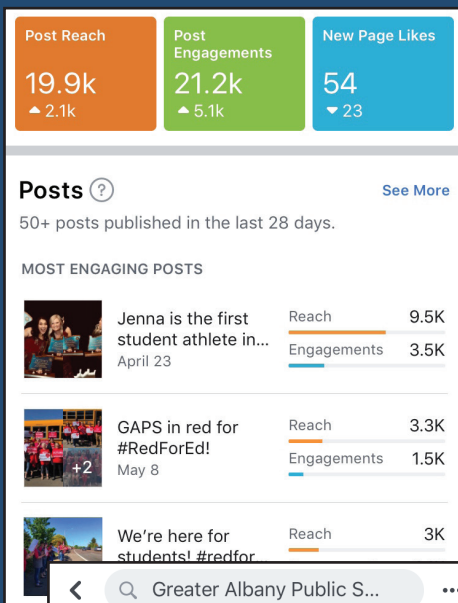 Post Reach
19.9k
2.1k
Post
Engagements
21.2k
5.1k
New Page Likes
54
23
Posts ?
See More
50+ posts published in the last 28 days.
MOST ENGAGING POSTS
Jenna is the first
student athlete in...
April 23
Reach 9.5K
Engagements 3.5K
+2
GAPS in red for
#RedForEd!
May 8
Reach 3.3K
Engagements 1.5K
We're here for
students! #redfor...
Reach 3K
Greater Albany Public S...